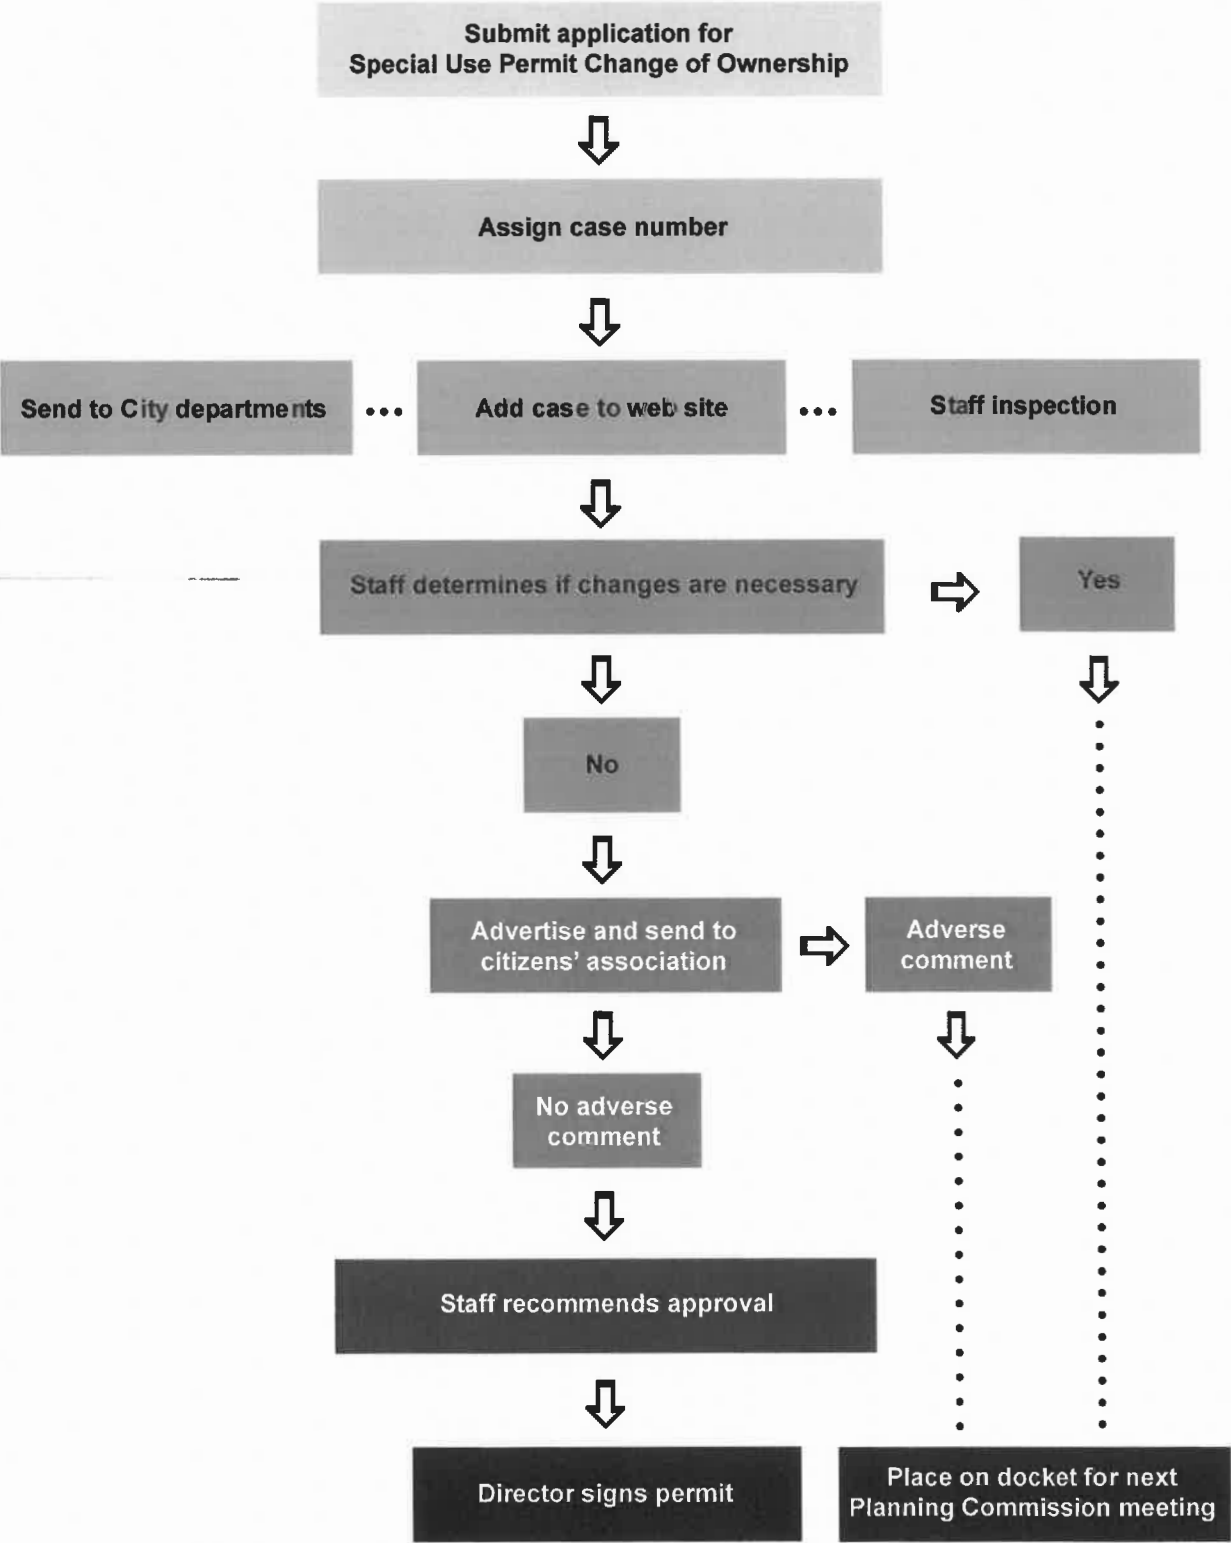 Submit application for
Special Use Permit Change of Ownership
Assign case number
Send to City departments
Add case to web site
Staff inspection
Staff determines if changes are necessary
Yes
No
Advertise and send to
citizens' association
Adverse
comment
No adverse
comment
Staff recommends approval
Director signs permit
Place on docket for next
Planning Commission meeting